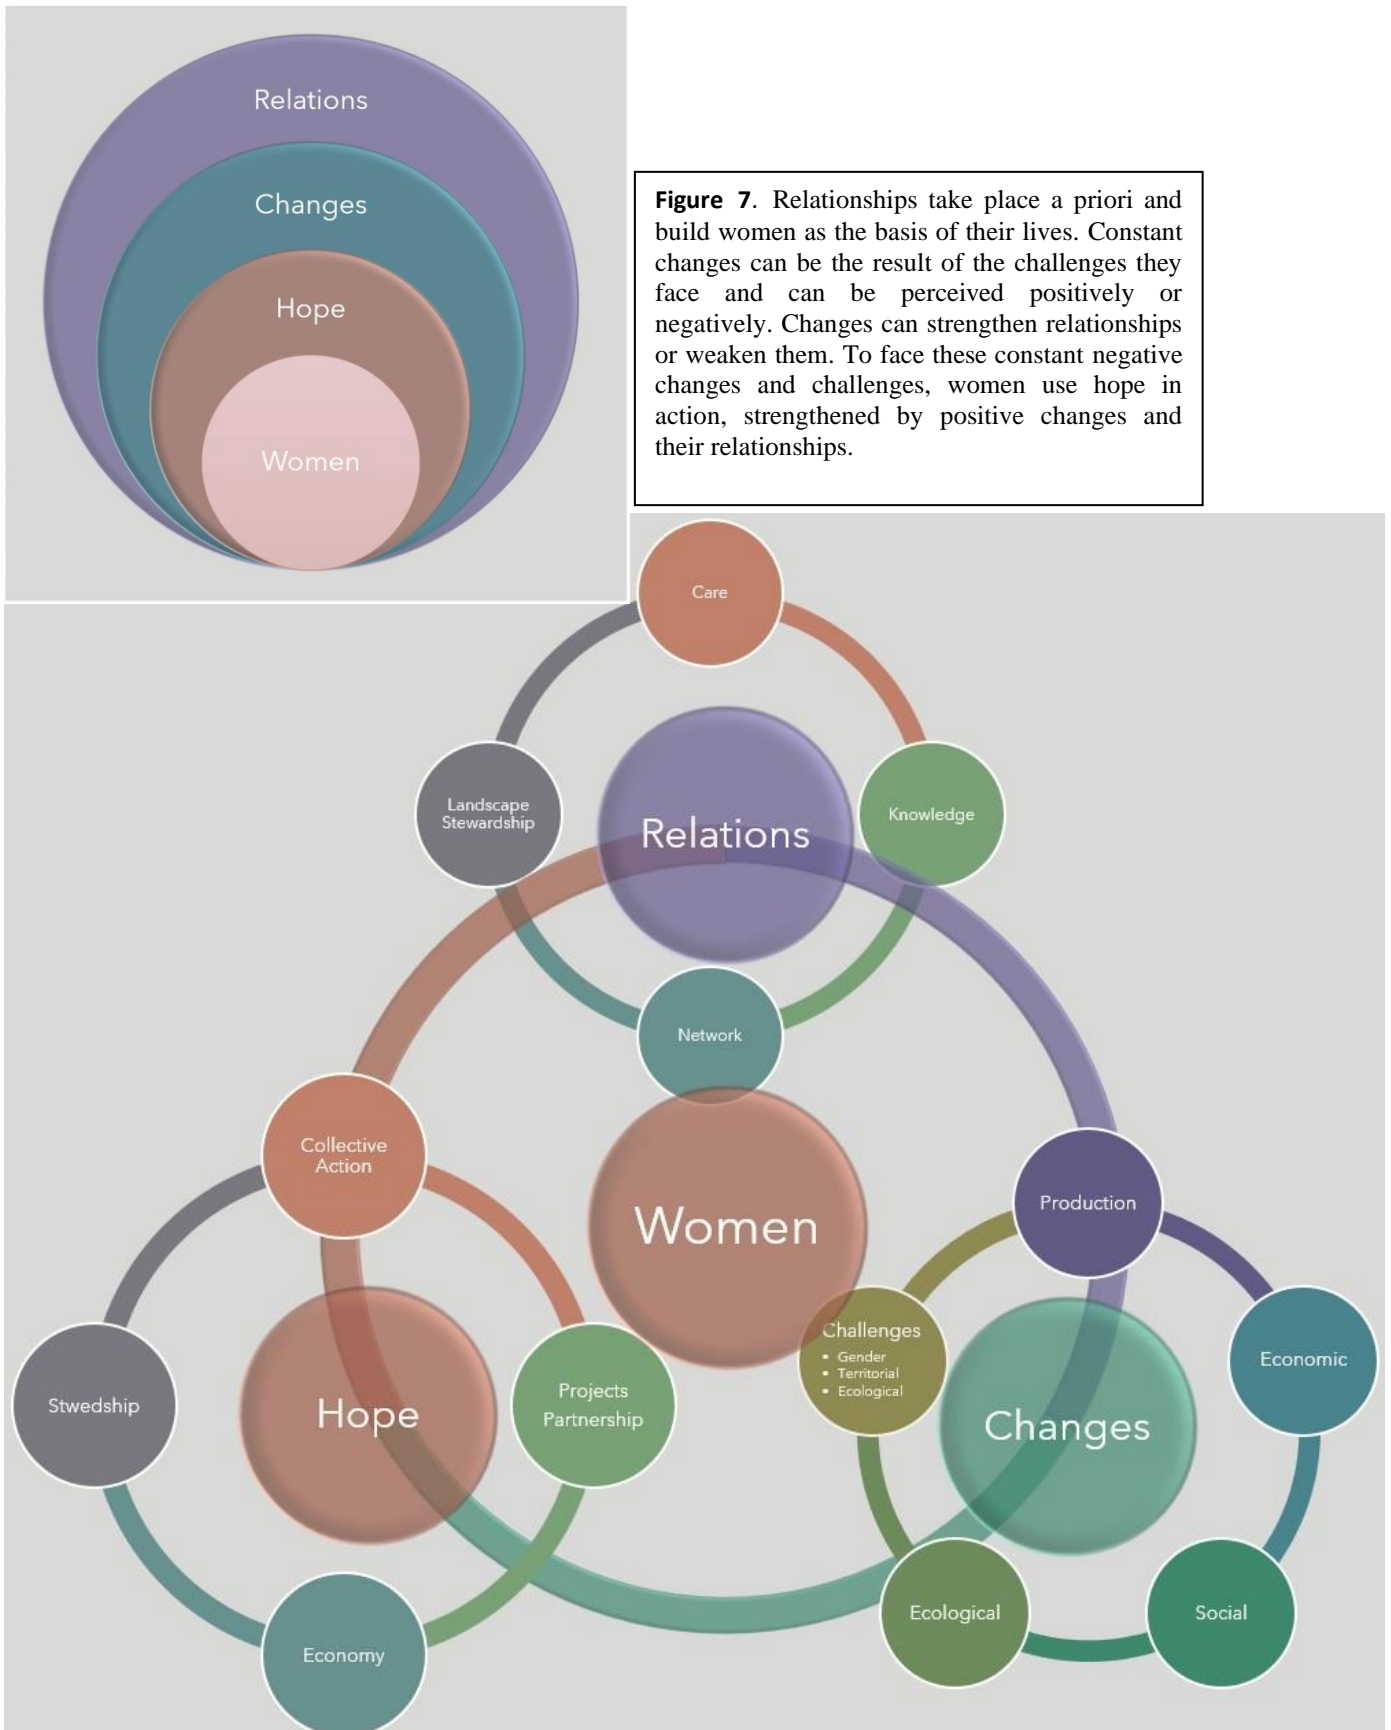 Relations
Changes
Hope
Women
Figure 7. Relationships take place a priori and
build women as the basis of their lives. Constant
changes can be the result of the challenges they
face and can be perceived positively or
negatively. Changes can strengthen relationships
or weaken them. To face these constant negative
changes and challenges, women use hope in
action, strengthened by positive changes and
their relationships.
Care
Landscape
Stewardship
Relations
Knowledge
Network
Collective
Action
Women
Production
Stwedship
Hope
Projects
Partnership
Economy
Challenges
• Gender
• Territorial
• Ecological
Changes
Economic
Ecological
Social